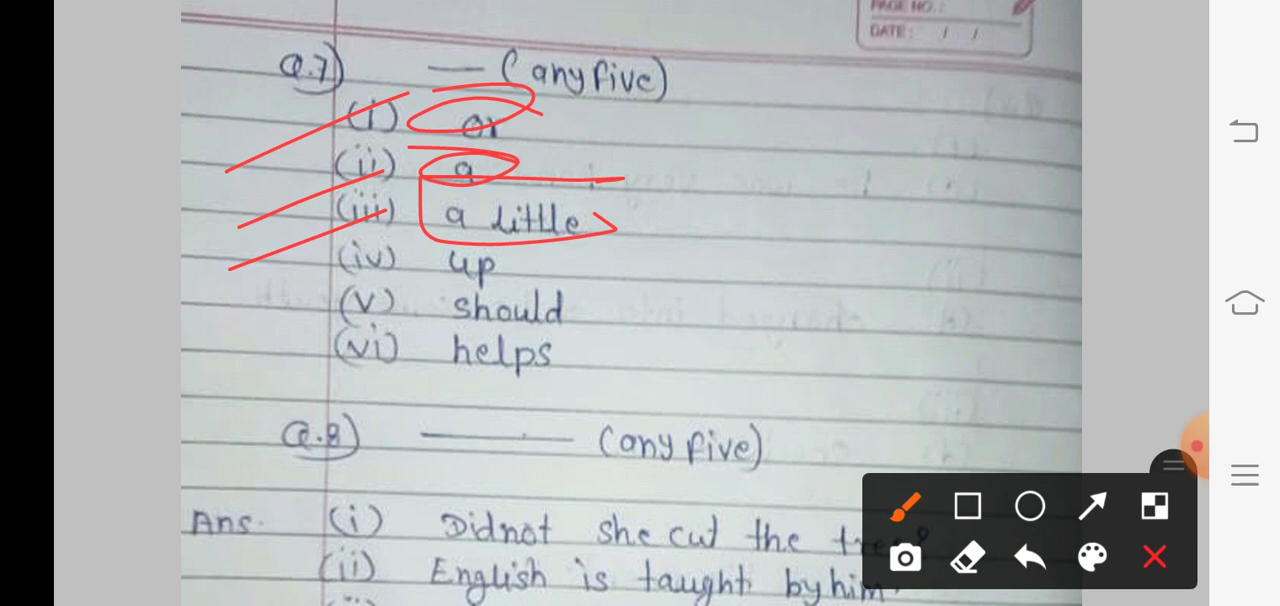 PAGE NO.:
DATE: / /
Q.7) — (any five)
(i) or
(ii) a
(iii) a little
(iv) up
(v) should
(vi) helps
Q.8) — (any five)
Ans. (i) Didnot she cut the
(ii) English is taught by him.